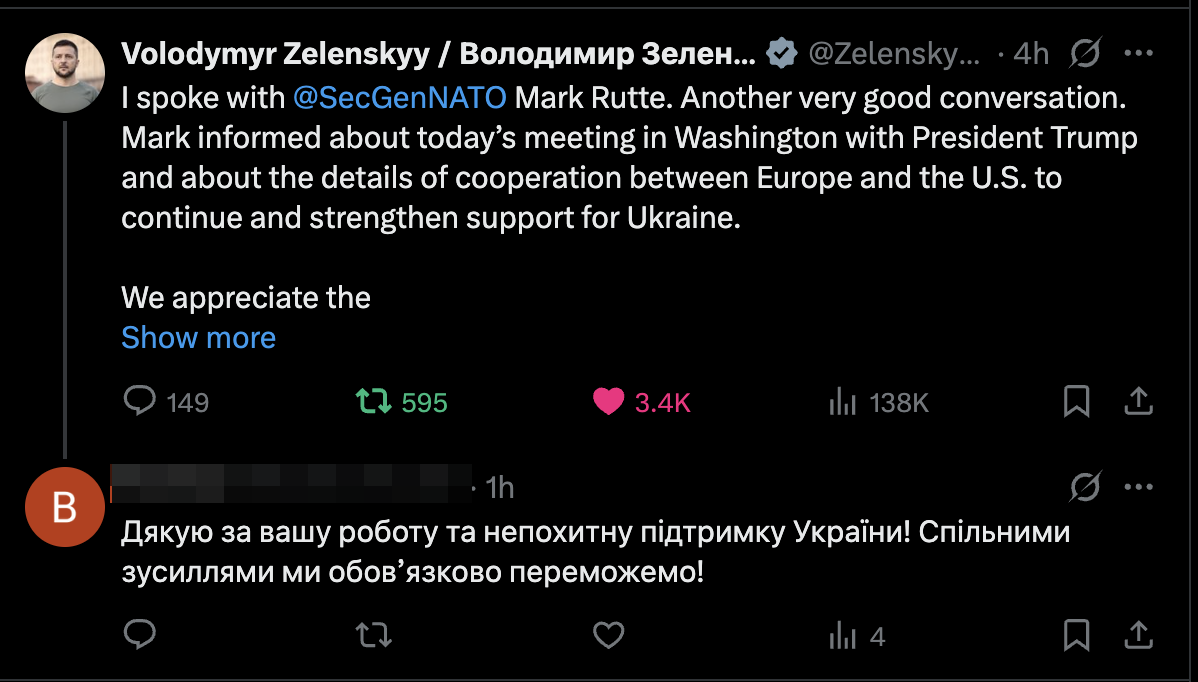 Volodymyr Zelenskyy / Володимир Зелен... @Zelensky... · 4h
I spoke with @SecGenNATO Mark Rutte. Another very good conversation.
Mark informed about today’s meeting in Washington with President Trump
and about the details of cooperation between Europe and the U.S. to
continue and strengthen support for Ukraine.
We appreciate the
Show more
149 595 3.4K 138K
B
· 1h
Дякую за вашу роботу та непохитну підтримку України! Спільними
зусиллями ми обов’язково переможемо!
4